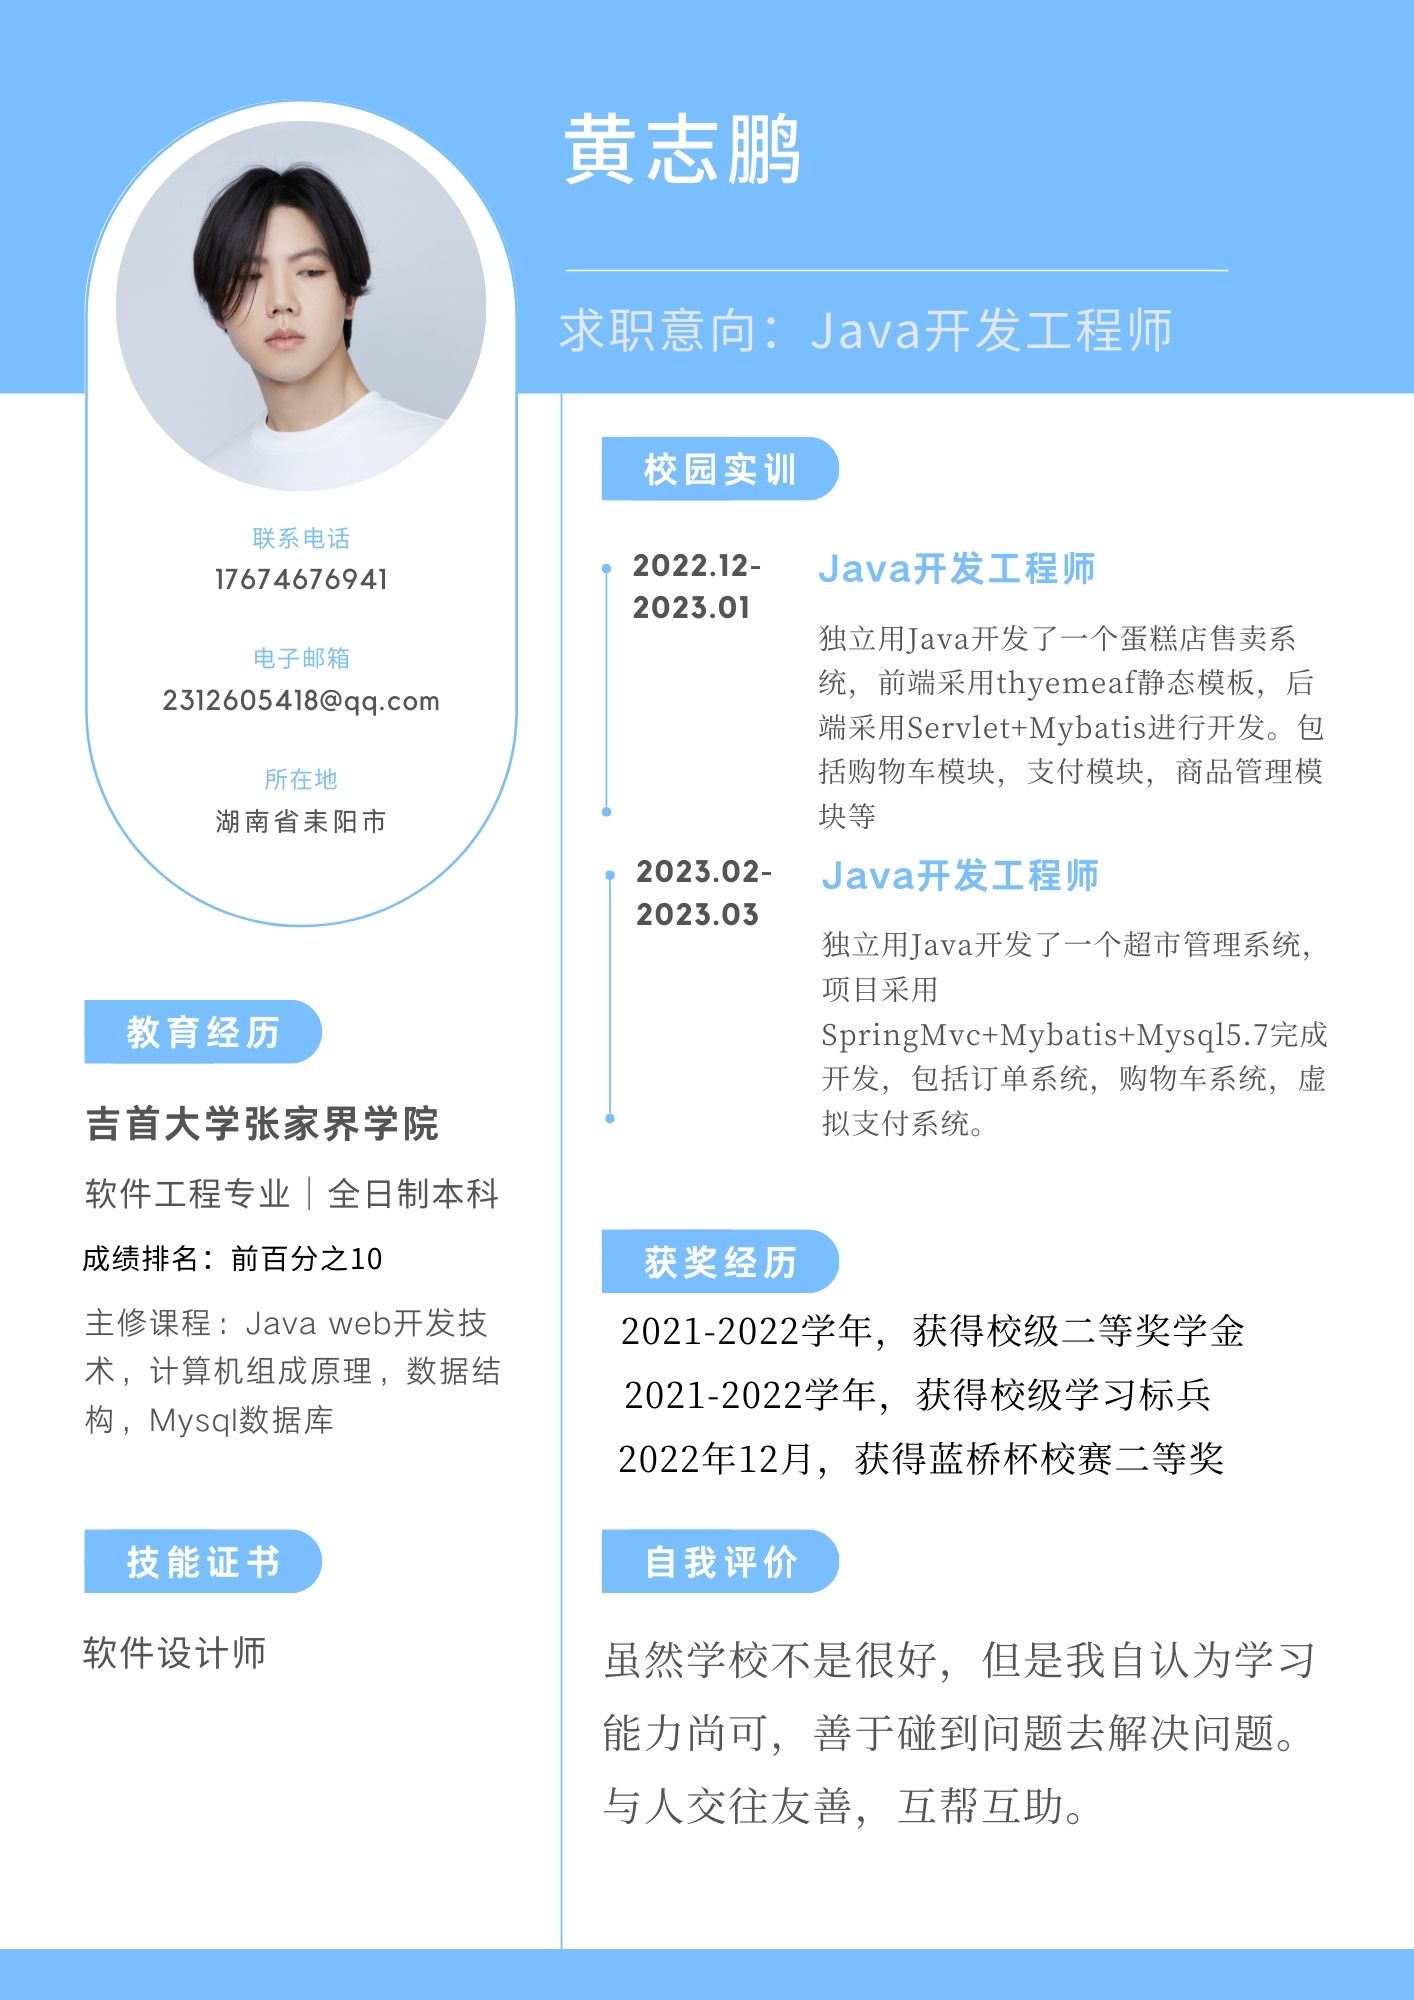 黄志鹏
求职意向：Java开发工程师
联系电话
17674676941
电子邮箱
2312605418@qq.com
所在地
湖南省耒阳市
教育经历
吉首大学张家界学院
软件工程专业｜全日制本科
成绩排名：前百分之10
主修课程：Java web开发技
术，计算机组成原理，数据结
构，Mysql数据库
技能证书
软件设计师
校园实训
2022.12-
2023.01
Java开发工程师
独立用Java开发了一个蛋糕店售卖系
统，前端采用thyemeaf静态模板，后
端采用Servlet+Mybatis进行开发。包
括购物车模块，支付模块，商品管理模
块等
2023.02-
2023.03
Java开发工程师
独立用Java开发了一个超市管理系统，
项目采用
SpringMvc+Mybatis+Mysql5.7完成
开发，包括订单系统，购物车系统，虚
拟支付系统。
获奖经历
2021-2022学年，获得校级二等奖学金
2021-2022学年，获得校级学习标兵
2022年12月，获得蓝桥杯校赛二等奖
自我评价
虽然学校不是很好，但是我自认为学习
能力尚可，善于碰到问题去解决问题。
与人交往友善，互帮互助。